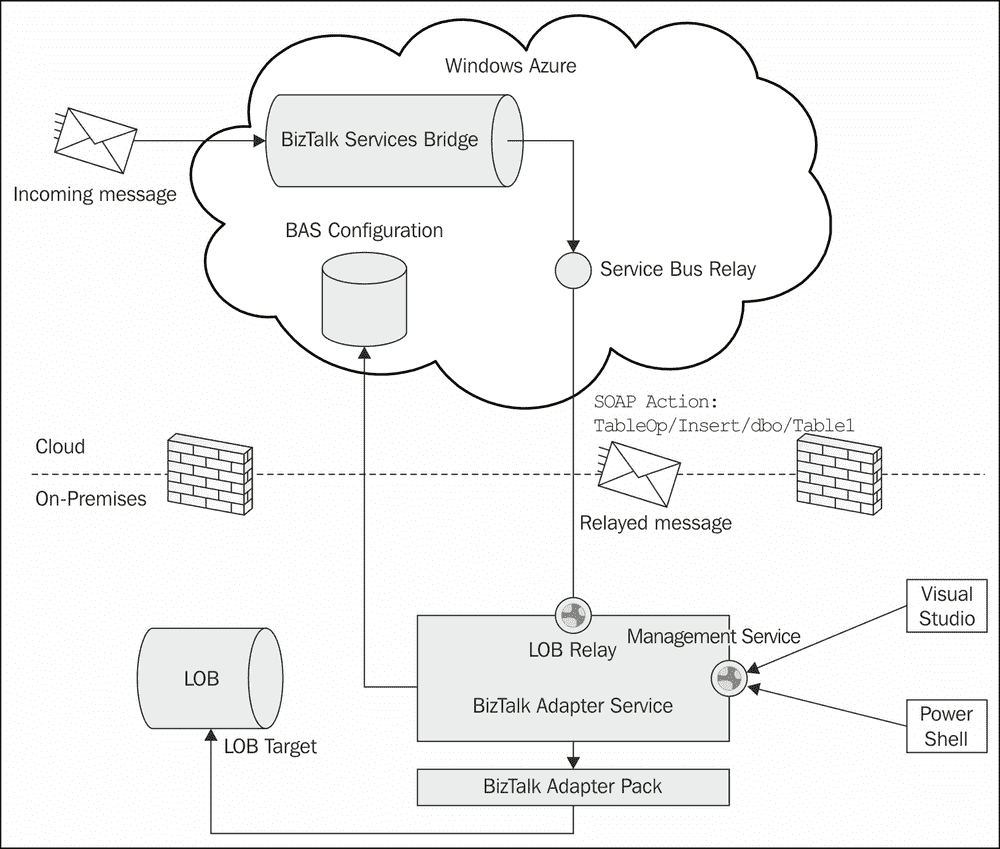 Windows Azure
BizTalk Services Bridge
Incoming message
BAS Configuration
Service Bus Relay
SOAP Action:
TableOp/Insert/dbo/Table1
Cloud
On-Premises
Relayed message
Visual
Studio
Management Service
LOB Relay
LOB
BizTalk Adapter Service
Power
Shell
LOB Target
BizTalk Adapter Pack